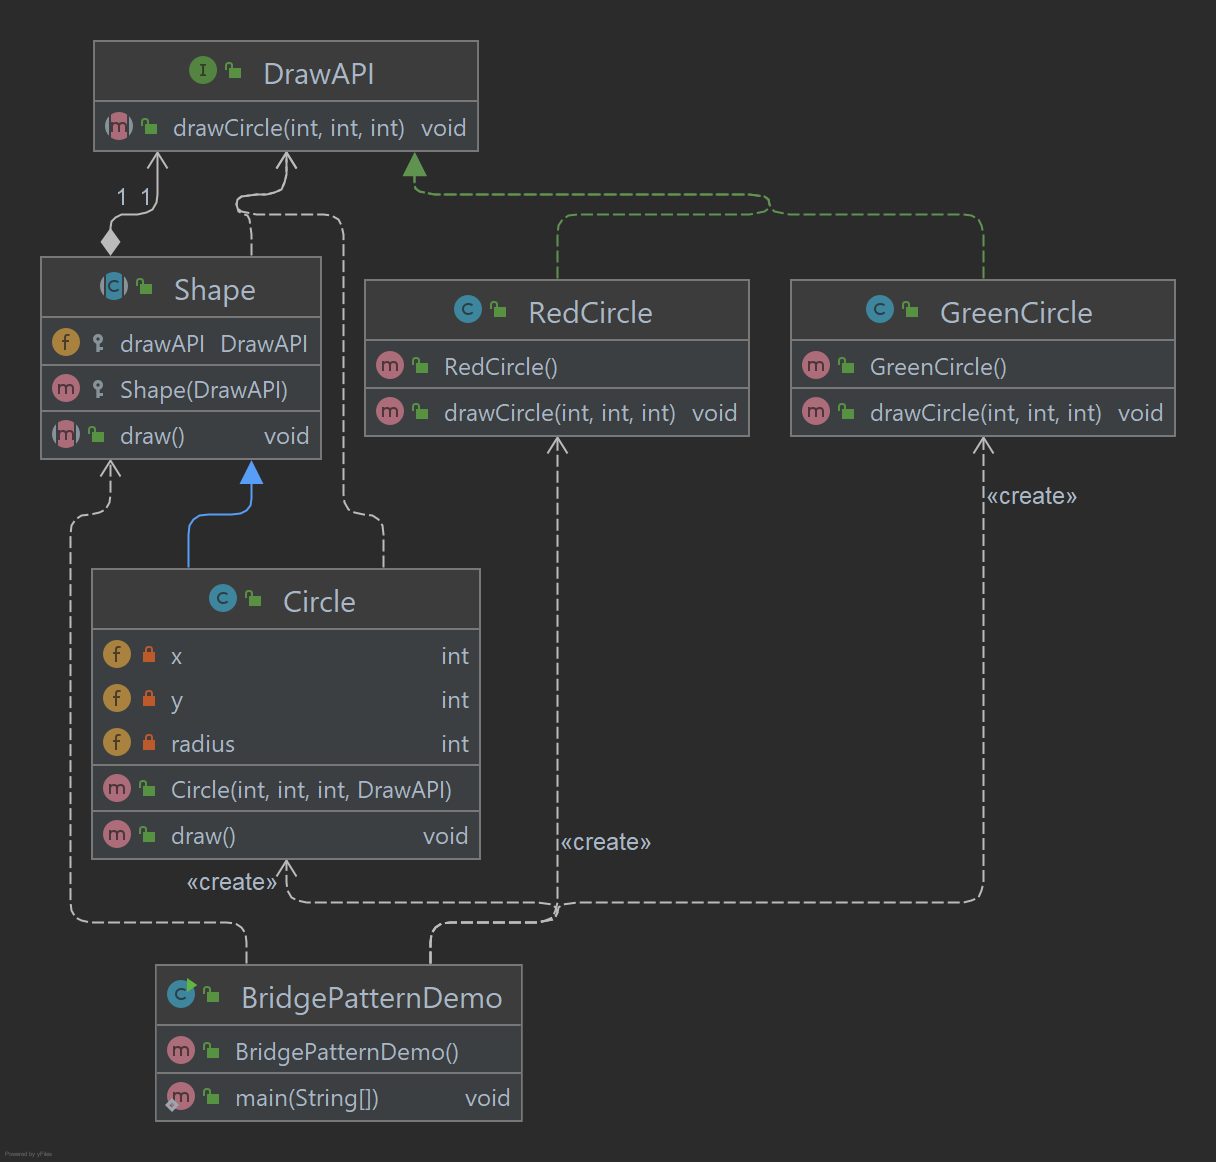 DrawAPI
drawCircle(int, int, int) void
1 1
Shape
drawAPI DrawAPI
Shape(DrawAPI)
draw() void
RedCircle
RedCircle()
drawCircle(int, int, int) void
GreenCircle
GreenCircle()
drawCircle(int, int, int) void
«create»
Circle
x int
y int
radius int
Circle(int, int, int, DrawAPI)
draw() void
«create»
«create»
BridgePatternDemo
BridgePatternDemo()
main(String[]) void
Powered by yFiles